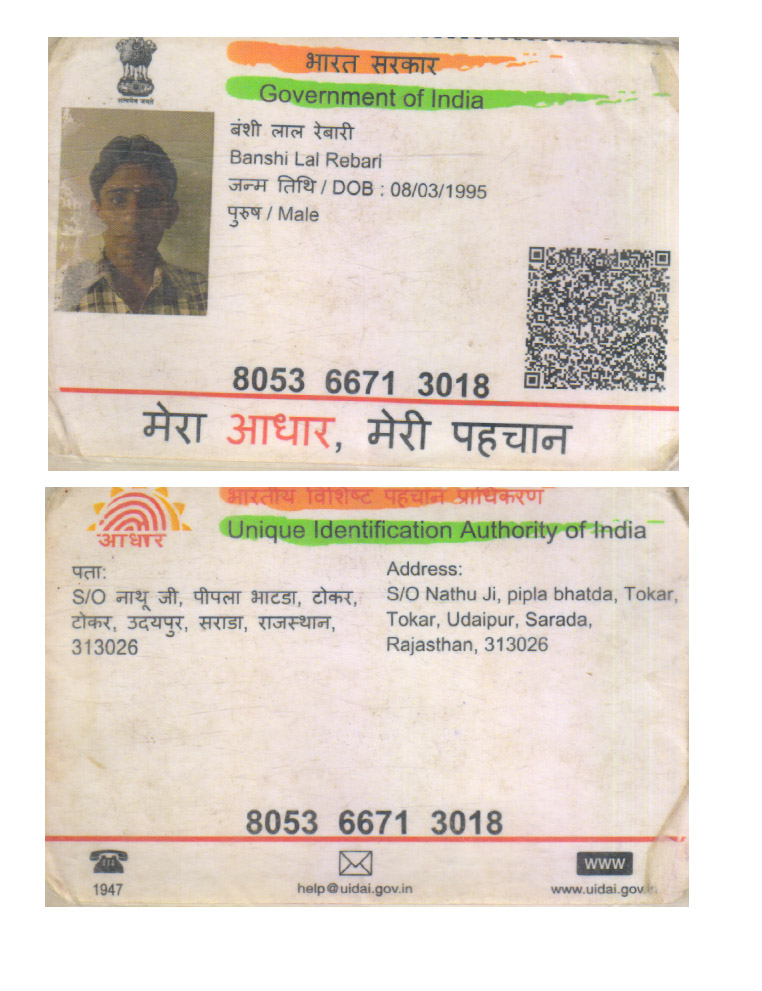 सत्यमेव जयते
भारत सरकार
Government of India
बंशी लाल रेबारी
Banshi Lal Rebari
जन्म तिथि / DOB : 08/03/1995
पुरुष / Male
8053 6671 3018
मेरा आधार, मेरी पहचान
भारतीय विशिष्ट पहचान प्राधिकरण
आधार
Unique Identification Authority of India
पता:
S/O नाथू जी, पीपला भाटडा, टोकर,
टोकर, उदयपुर, सराडा, राजस्थान,
313026
Address:
S/O Nathu Ji, pipla bhatda, Tokar,
Tokar, Udaipur, Sarada,
Rajasthan, 313026
8053 6671 3018
1947
help@uidai.gov.in
WWW
www.uidai.gov.in